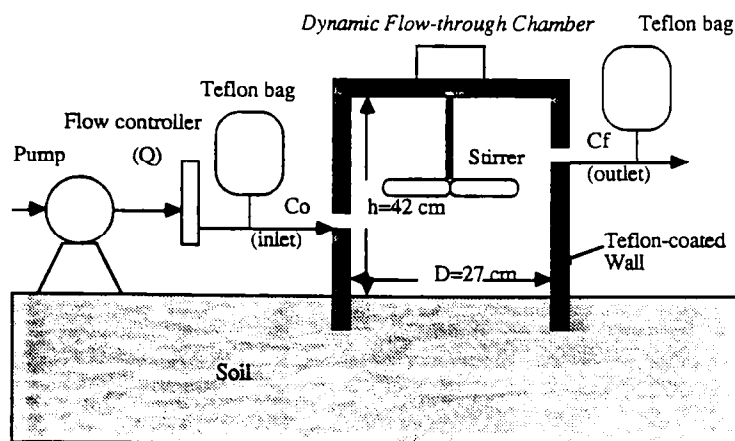 Dynamic Flow-through Chamber
Teflon bag
Teflon bag
Flow controller
(Q)
Pump
Co
(inlet)
Stirrer
h=42 cm
D=27 cm
Cf
(outlet)
Teflon-coated
Wall
Soil